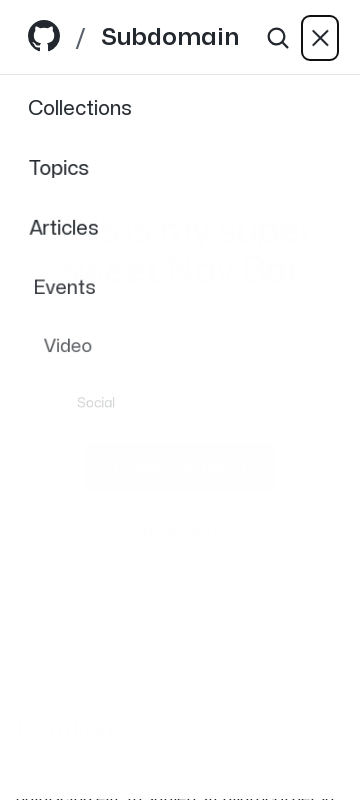 / Subdomain
Collections
Topics
Articles
Events
Video
Social